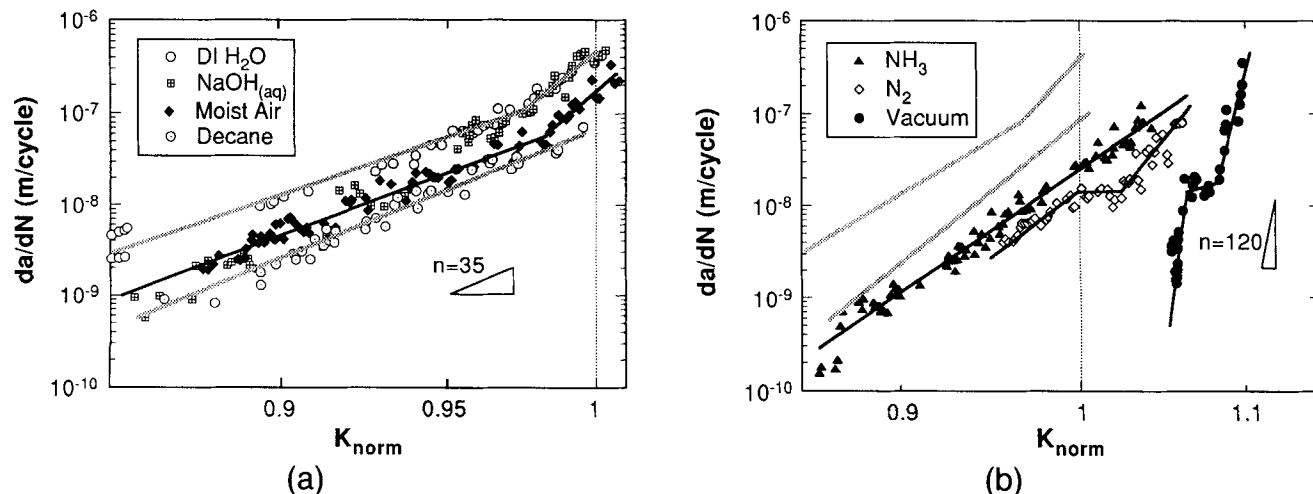 10⁻⁶
10⁻⁷
10⁻⁸
10⁻⁹
10⁻¹⁰
da/dN (m/cycle)
DI H₂O
NaOH₍ₐq₎
Moist Air
Decane
n=35
0.9
0.95
1
K_norm
(a)
10⁻⁶
10⁻⁷
10⁻⁸
10⁻⁹
10⁻¹⁰
da/dN (m/cycle)
NH₃
N₂
Vacuum
n=120
0.9
1
1.1
K_norm
(b)